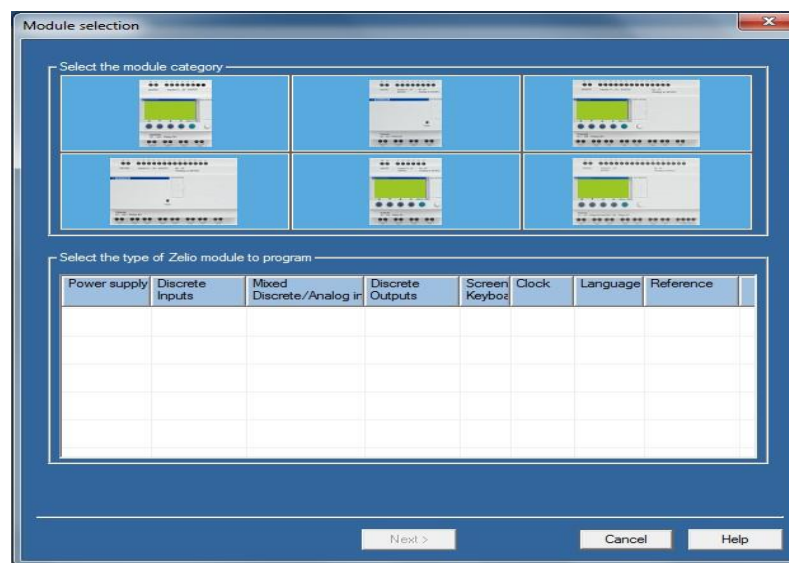 Module selection
Select the module category
Select the type of Zelio module to program
Power supply
Discrete
Inputs
Mixed
Discrete/Analog in
Discrete
Outputs
Screen
Keyboa
Clock
Language
Reference
Next >
Cancel
Help